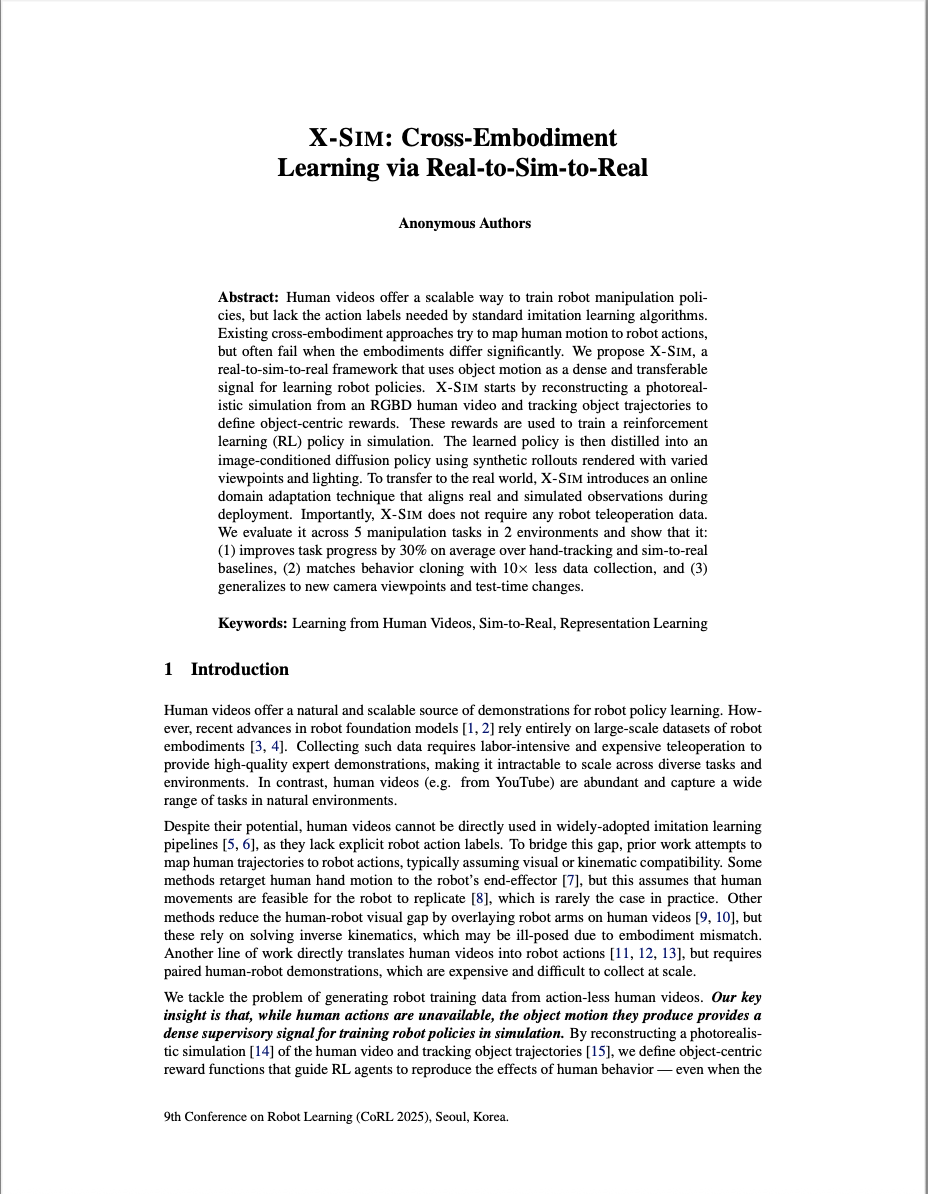 X-SIM: Cross-Embodiment
Learning via Real-to-Sim-to-Real
Anonymous Authors
Abstract: Human videos offer a scalable way to train robot manipulation poli-
cies, but lack the action labels needed by standard imitation learning algorithms.
Existing cross-embodiment approaches try to map human motion to robot actions,
but often fail when the embodiments differ significantly. We propose X-SIM, a
real-to-sim-to-real framework that uses object motion as a dense and transferable
signal for learning robot policies. X-SIM starts by reconstructing a photoreal-
istic simulation from an RGBD human video and tracking object trajectories to
define object-centric rewards. These rewards are used to train a reinforcement
learning (RL) policy in simulation. The learned policy is then distilled into an
image-conditioned diffusion policy using synthetic rollouts rendered with varied
viewpoints and lighting. To transfer to the real world, X-SIM introduces an online
domain adaptation technique that aligns real and simulated observations during
deployment. Importantly, X-SIM does not require any robot teleoperation data.
We evaluate it across 5 manipulation tasks in 2 environments and show that it:
(1) improves task progress by 30% on average over hand-tracking and sim-to-real
baselines, (2) matches behavior cloning with 10× less data collection, and (3)
generalizes to new camera viewpoints and test-time changes.
Keywords: Learning from Human Videos, Sim-to-Real, Representation Learning
1 Introduction
Human videos offer a natural and scalable source of demonstrations for robot policy learning. How-
ever, recent advances in robot foundation models [1, 2] rely entirely on large-scale datasets of robot
embodiments [3, 4]. Collecting such data requires labor-intensive and expensive teleoperation to
provide high-quality expert demonstrations, making it intractable to scale across diverse tasks and
environments. In contrast, human videos (e.g. from YouTube) are abundant and capture a wide
range of tasks in natural environments.
Despite their potential, human videos cannot be directly used in widely-adopted imitation learning
pipelines [5, 6], as they lack explicit robot action labels. To bridge this gap, prior work attempts to
map human trajectories to robot actions, typically assuming visual or kinematic compatibility. Some
methods retarget human hand motion to the robot's end-effector [7], but this assumes that human
movements are feasible for the robot to replicate [8], which is rarely the case in practice. Other
methods reduce the human-robot visual gap by overlaying robot arms on human videos [9, 10], but
these rely on solving inverse kinematics, which may be ill-posed due to embodiment mismatch.
Another line of work directly translates human videos into robot actions [11, 12, 13], but requires
paired human-robot demonstrations, which are expensive and difficult to collect at scale.
We tackle the problem of generating robot training data from action-less human videos. Our key
insight is that, while human actions are unavailable, the object motion they produce provides a
dense supervisory signal for training robot policies in simulation. By reconstructing a photorealis-
tic simulation [14] of the human video and tracking object trajectories [15], we define object-centric
reward functions that guide RL agents to reproduce the effects of human behavior — even when the
9th Conference on Robot Learning (CoRL 2025), Seoul, Korea.